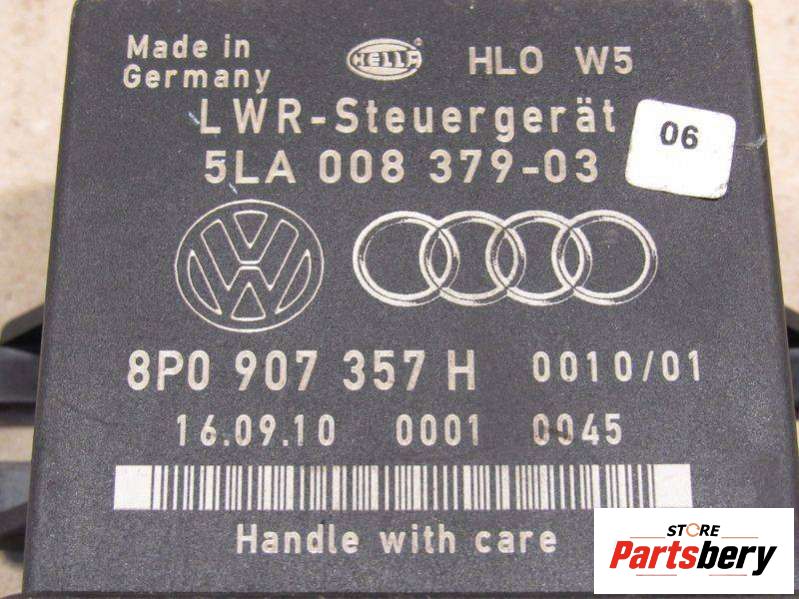 Made in
Germany
HELLA
HLO W5
LWR-Steuergerät
06
5LA 008 379-03
8P0 907 357 H 0010/01
16.09.10 0001 0045
Handle with care
STORE
Partsbery